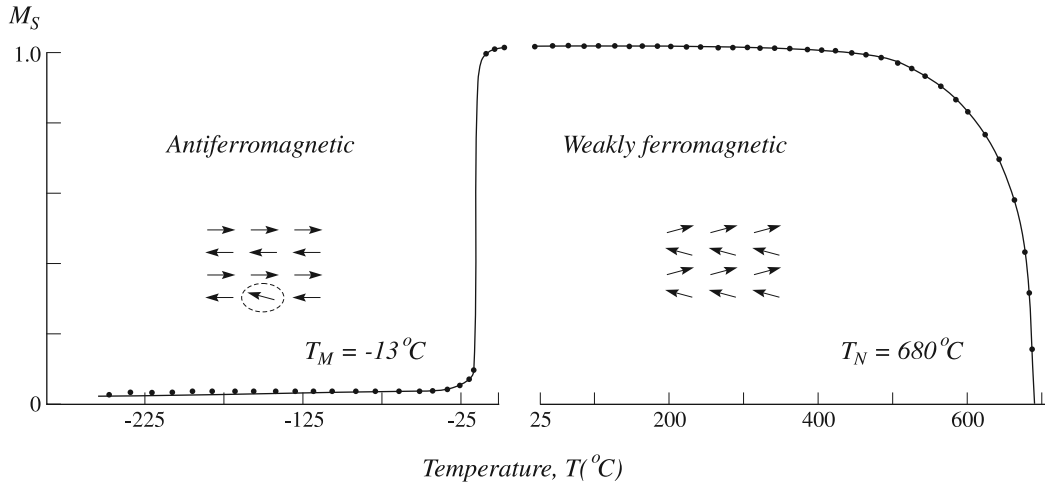 M_S
1.0
Antiferromagnetic
Weakly ferromagnetic
T_M = -13°C
T_N = 680°C
0
-225 -125 -25 25 200 400 600
Temperature, T(°C)